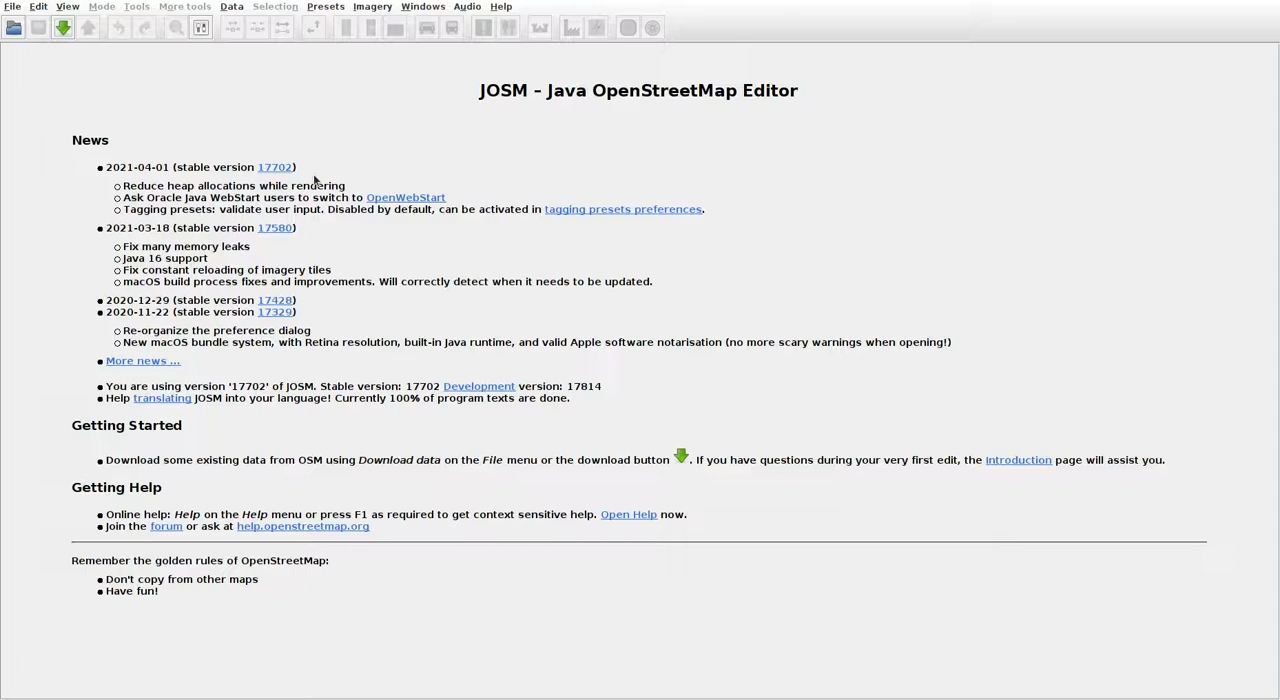 File Edit View Mode Tools More tools Data Selection Presets Imagery Windows Audio Help
JOSM – Java OpenStreetMap Editor
News
2021-04-01 (stable version 17702)
Reduce heap allocations while rendering
Ask Oracle Java WebStart users to switch to OpenWebStart
Tagging presets: validate user input. Disabled by default, can be activated in tagging presets preferences.
2021-03-18 (stable version 17580)
Fix many memory leaks
Java 16 support
Fix constant reloading of imagery tiles
macOS build process fixes and improvements. Will correctly detect when it needs to be updated.
2020-12-29 (stable version 17428)
2020-11-22 (stable version 17329)
Re-organize the preference dialog
New macOS bundle system, with Retina resolution, built-in Java runtime, and valid Apple software notarisation (no more scary warnings when opening!)
More news ...
You are using version '17702' of JOSM. Stable version: 17702 Development version: 17814
Help translating JOSM into your language! Currently 100% of program texts are done.
Getting Started
Download some existing data from OSM using Download data on the File menu or the download button . If you have questions during your very first edit, the Introduction page will assist you.
Getting Help
Online help: Help on the Help menu or press F1 as required to get context sensitive help. Open Help now.
Join the forum or ask at help.openstreetmap.org
Remember the golden rules of OpenStreetMap:
Don't copy from other maps
Have fun!